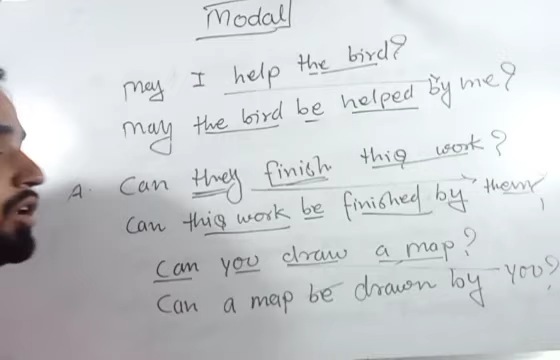 Modal
may I help the bird?
may the bird be helped by me?
A. Can they finish this work?
Can this work be finished by them,
Can you draw a map?
Can a map be drawn by you?